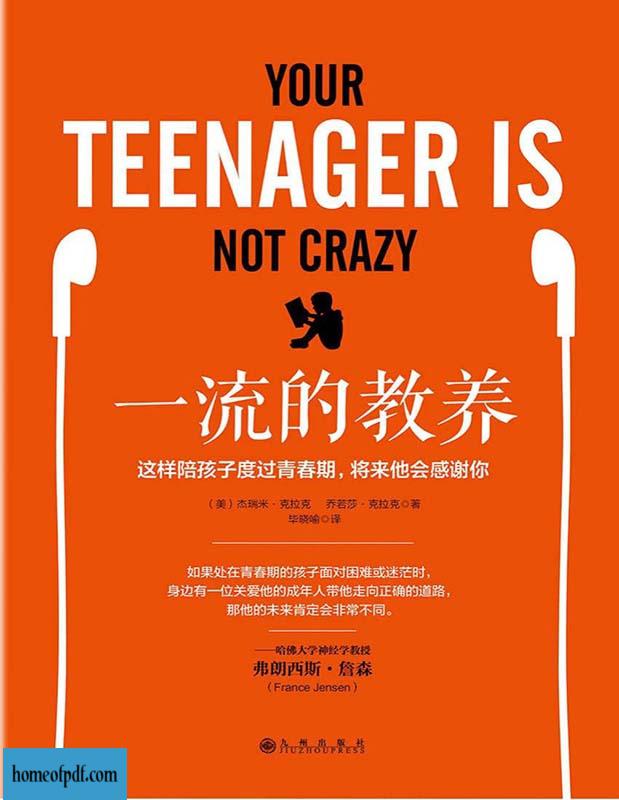 YOUR
TEENAGER IS
NOT CRAZY
一流的教养
这样陪孩子度过青春期，将来他会感谢你
（美）杰瑞米·克拉克 乔若莎·克拉克◎著
毕晓喻◎译
如果处在青春期的孩子面对困难或迷茫时，
身边有一位关爱他的成年人带他走向正确的道路，
那他的未来肯定会非常不同。
——哈佛大学神经学教授
弗朗西斯·詹森
(France Jensen)
九州出版社
JIUZHOUPRESS
homeofpdf.com